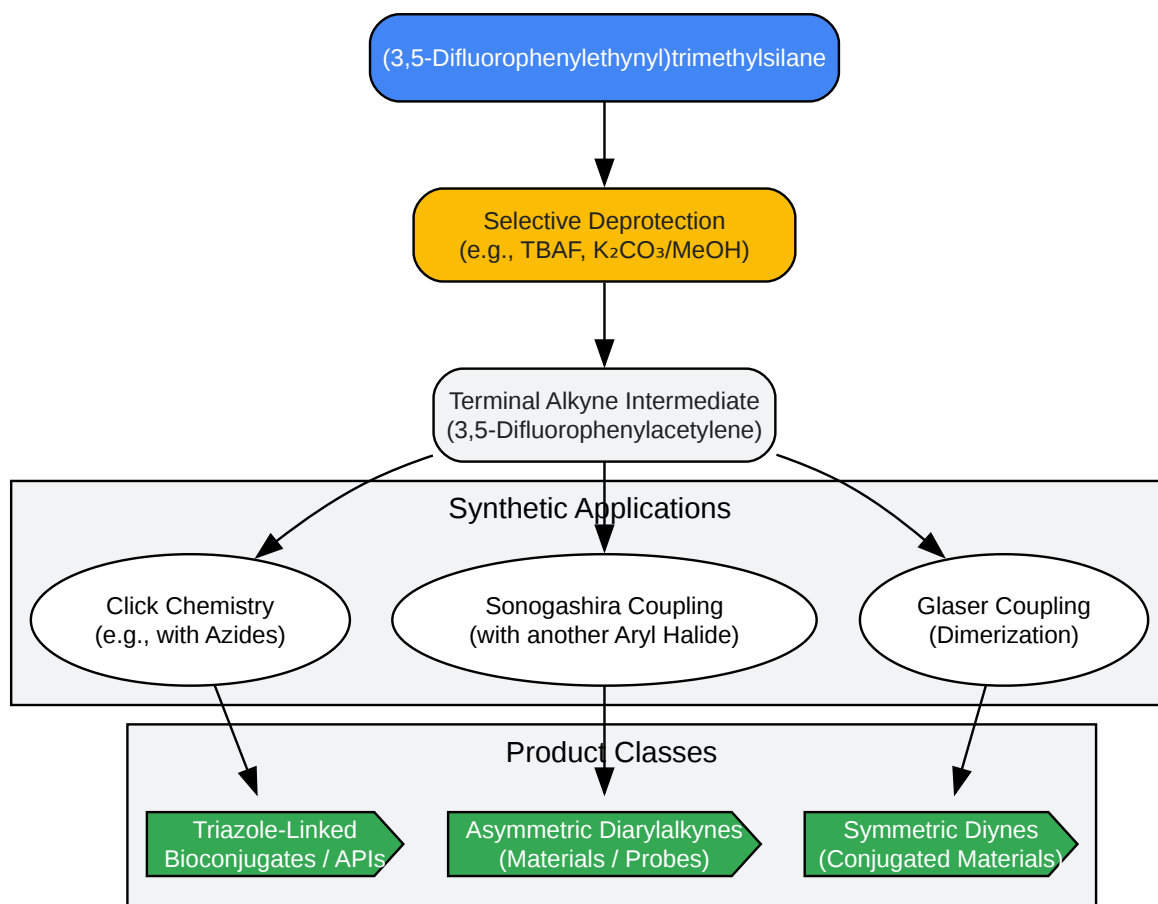 (3,5-Difluorophenylethynyl)trimethylsilane
Selective Deprotection
(e.g., TBAF, K₂CO₃/MeOH)
Terminal Alkyne Intermediate
(3,5-Difluorophenylacetylene)
Synthetic Applications
Click Chemistry
(e.g., with Azides)
Sonogashira Coupling
(with another Aryl Halide)
Glaser Coupling
(Dimerization)
Product Classes
Triazole-Linked
Bioconjugates / APIs
Asymmetric Diarylalkynes
(Materials / Probes)
Symmetric Diynes
(Conjugated Materials)